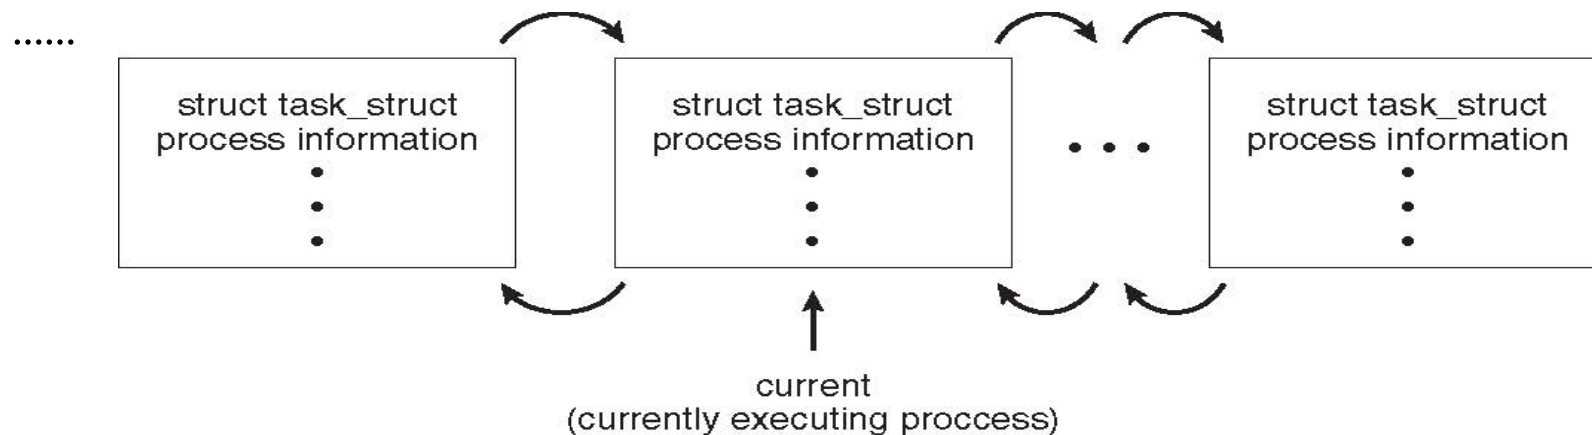 ......
struct task_struct
process information
struct task_struct
process information
struct task_struct
process information
current
(currently executing proccess)